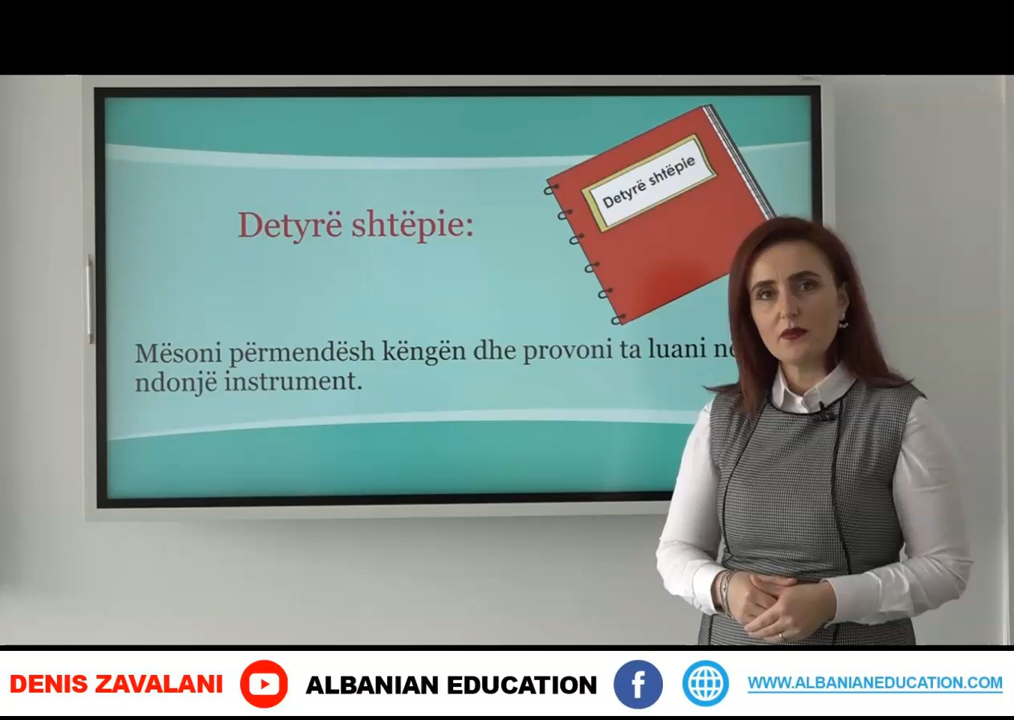 Detyrë shtëpie
Detyrë shtëpie:
Mësoni përmendësh këngën dhe provoni ta luani
ndonjë instrument.
DENIS ZAVALANI ALBANIAN EDUCATION WWW.ALBANIANEDUCATION.COM